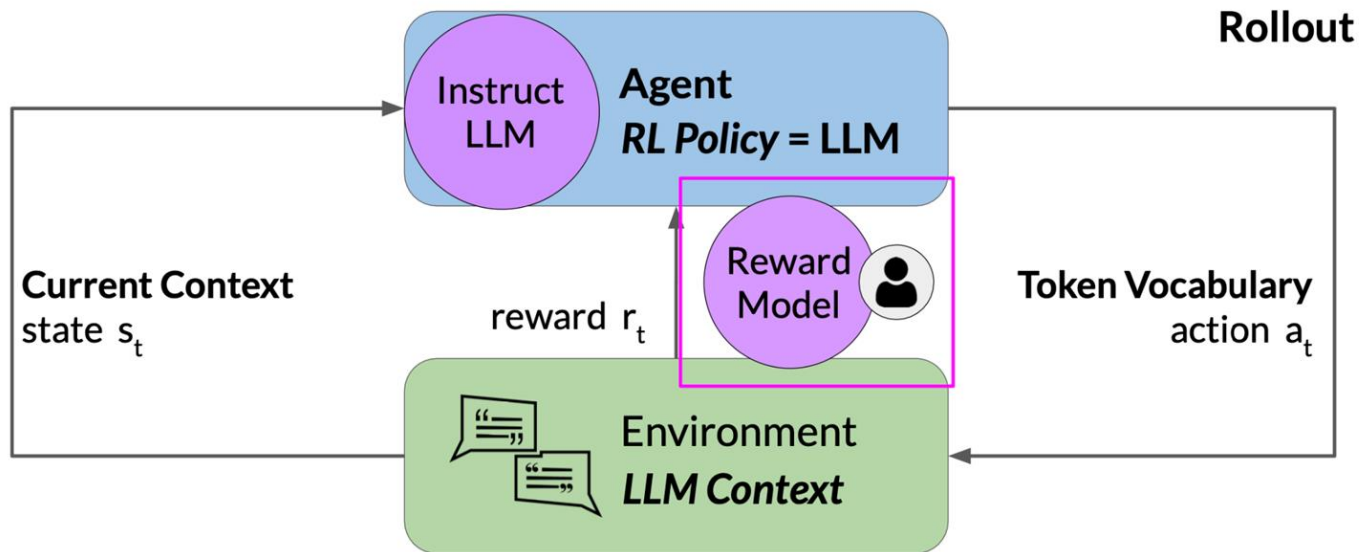 Rollout
Instruct
LLM
Agent
RL Policy = LLM
Current Context
state s_t
reward r_t
Reward
Model
Token Vocabulary
action a_t
Environment
LLM Context